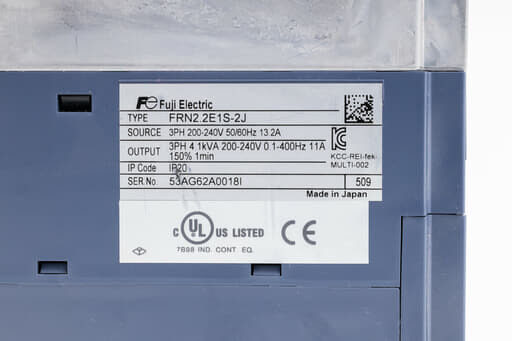 Fe Fuji Electric
TYPE FRN2.2E1S-2J
SOURCE 3PH 200-240V 50/60Hz 13.2A
OUTPUT 3PH 4.1kVA 200-240V 0.1-400Hz 11A
150% 1min
KCC-REI-fek-
MULTI-002
IP Code IP20
SER No. 53AG62A0018I 509
Made in Japan
C UL US LISTED CE
7B98 IND. CONT. EQ.